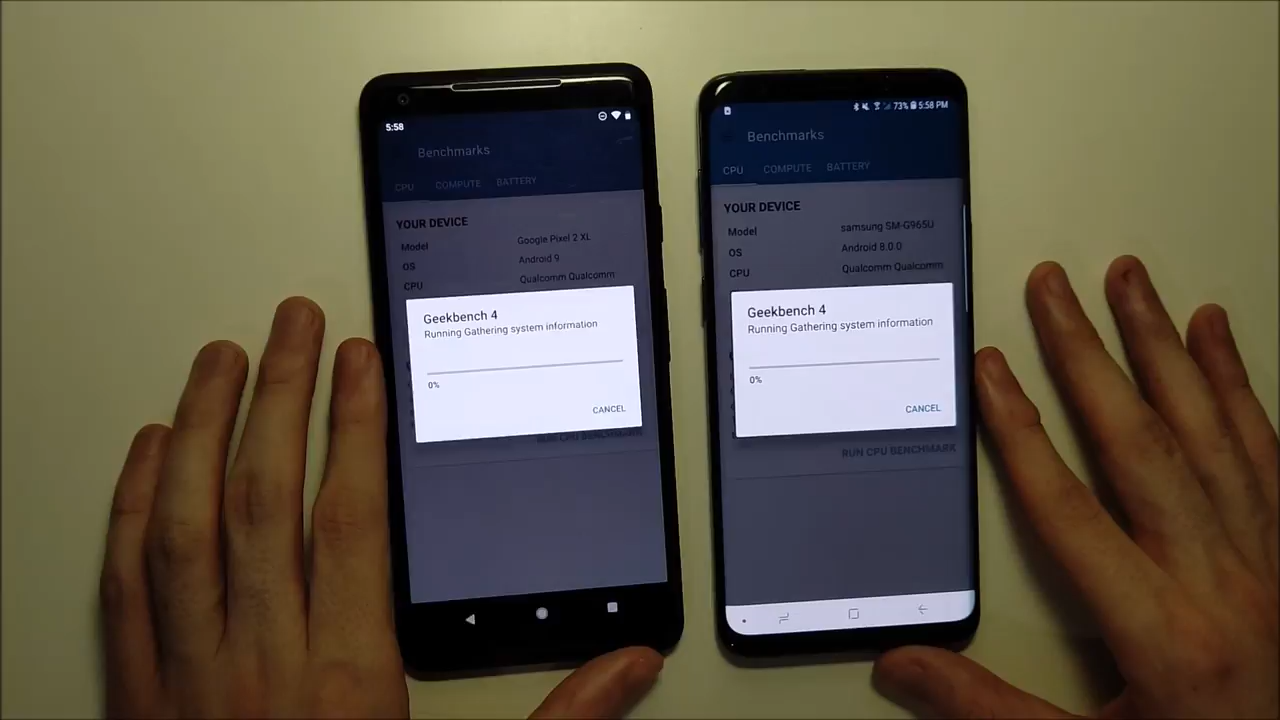 5:58
Benchmarks
CPU COMPUTE BATTERY
YOUR DEVICE
Model Google Pixel 2 XL
OS Android 9
CPU Qualcomm Qualcomm
Geekbench 4
Running Gathering system information
0%
CANCEL
RUN CPU BENCHMARK
73% 5:58 PM
Benchmarks
CPU COMPUTE BATTERY
YOUR DEVICE
Model samsung SM-G965U
OS Android 8.0.0
CPU Qualcomm Qualcomm
Geekbench 4
Running Gathering system information
0%
CANCEL
RUN CPU BENCHMARK